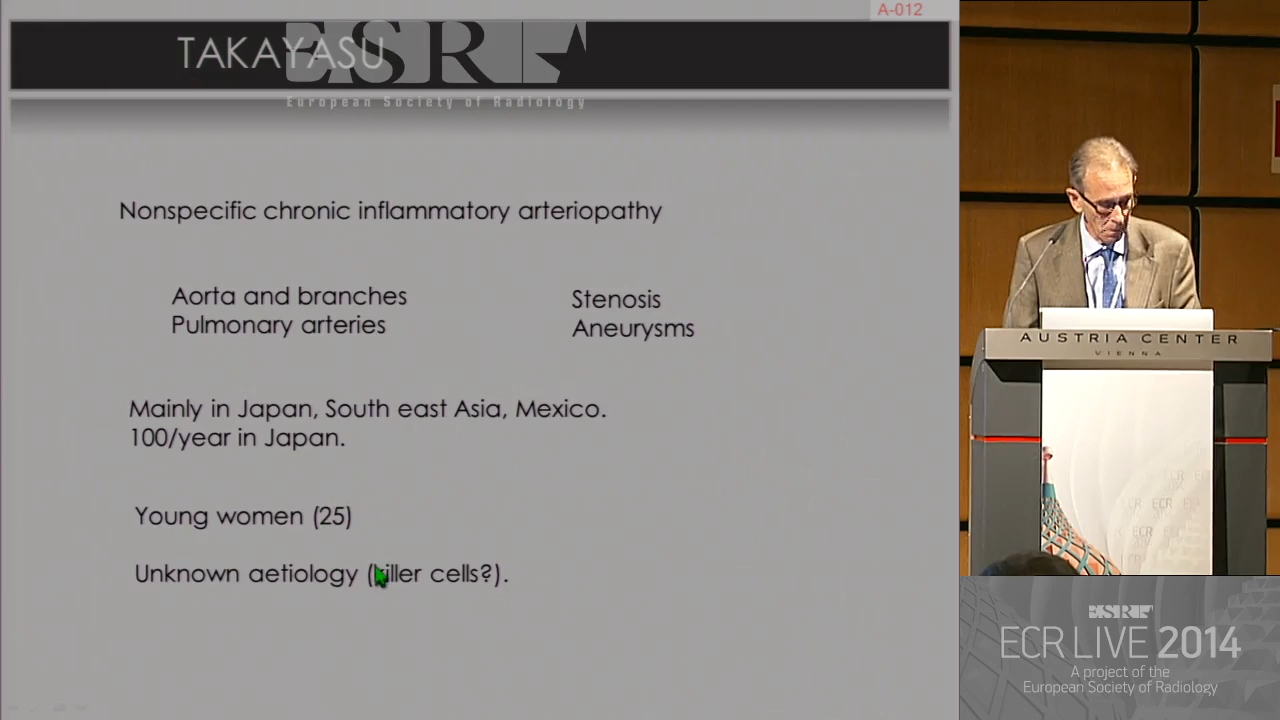 A-012
TAKAYASU
ESR
European Society of Radiology
Nonspecific chronic inflammatory arteriopathy
Aorta and branches
Pulmonary arteries
Stenosis
Aneurysms
Mainly in Japan, South east Asia, Mexico.
100/year in Japan.
Young women (25)
Unknown aetiology (killer cells?).
AUSTRIA CENTER
VIENNA
ESR
ECR LIVE 2014
A project of the
European Society of Radiology